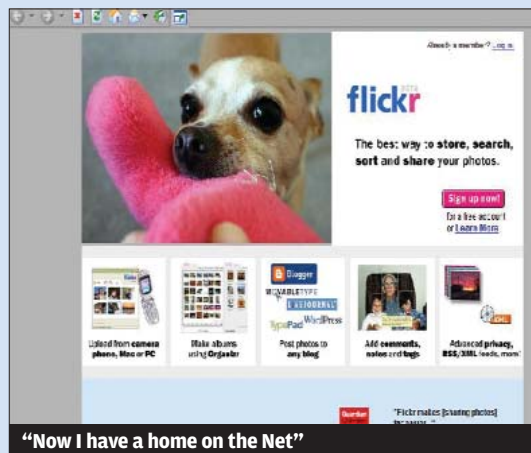 Already a member? Log in.
flickr
BETA
The best way to store, search,
sort and share your photos.
Sign up now!
for a free account
or Learn More
Blogger
MOVABLETYPE
LIVEJOURNAL
TypePad WordPress
XML
Upload from camera
phone, Mac or PC
Make albums
using Organizr
Post photos to
any blog
Add comments,
notes and tags
Advanced privacy,
RSS/XML feeds, more!
Guardian
"Flickr makes [sharing photos]
“Now I have a home on the Net”